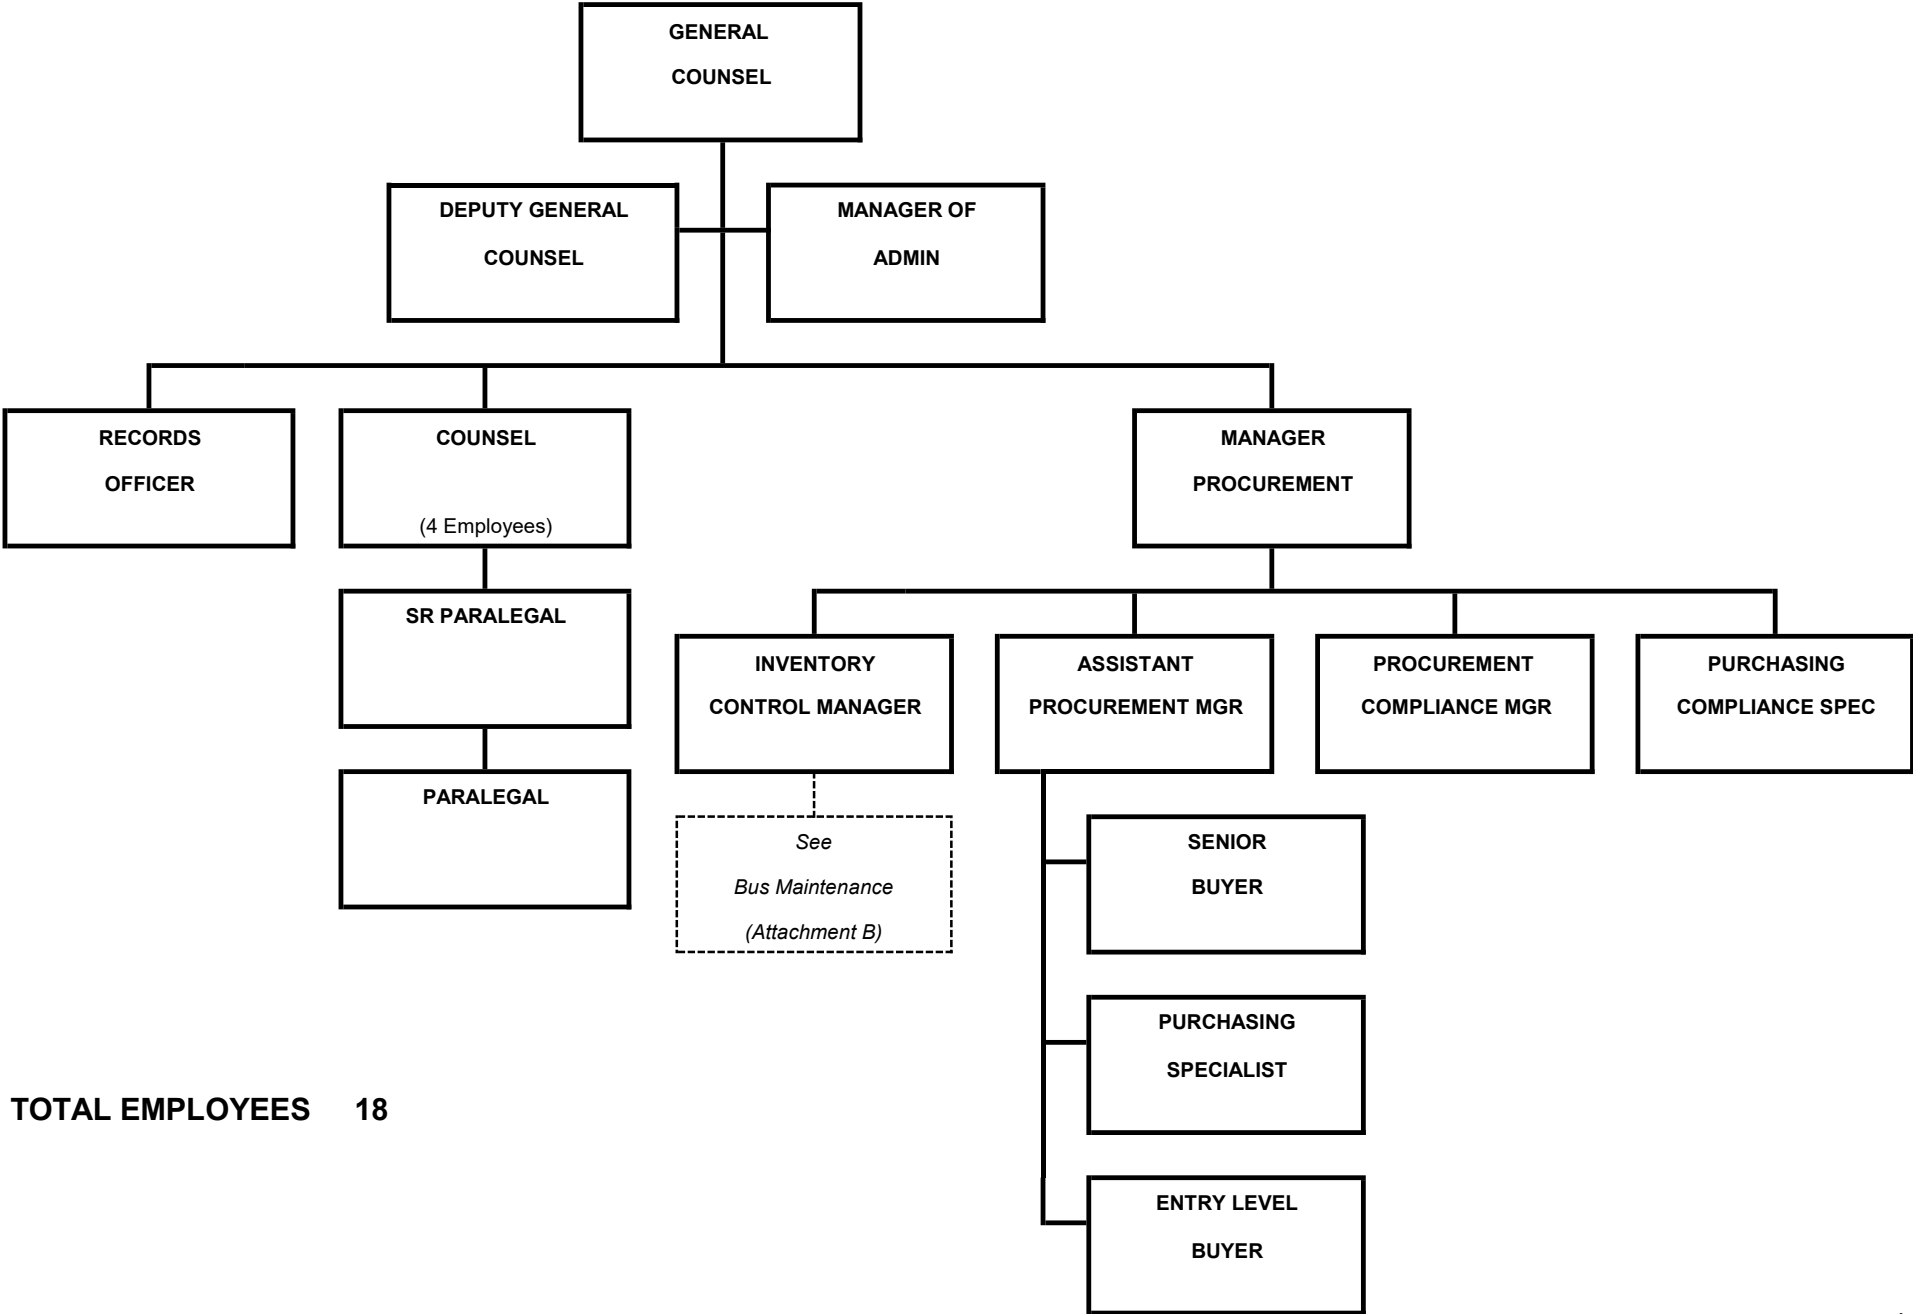 GENERAL
COUNSEL
DEPUTY GENERAL
COUNSEL
MANAGER OF
ADMIN
RECORDS
OFFICER
COUNSEL
(4 Employees)
MANAGER
PROCUREMENT
SR PARALEGAL
PARALEGAL
INVENTORY
CONTROL MANAGER
ASSISTANT
PROCUREMENT MGR
PROCUREMENT
COMPLIANCE MGR
PURCHASING
COMPLIANCE SPEC
See
Bus Maintenance
(Attachment B)
SENIOR
BUYER
PURCHASING
SPECIALIST
ENTRY LEVEL
BUYER
TOTAL EMPLOYEES 18